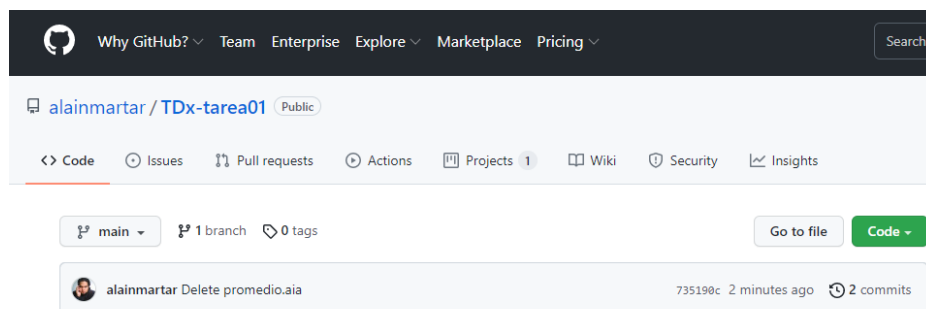 Why GitHub? Team Enterprise Explore Marketplace Pricing Search
alainmartar / TDx-tarea01 Public
<> Code Issues Pull requests Actions Projects 1 Wiki Security Insights
main 1 branch 0 tags Go to file Code
alainmartar Delete promedio.aia 735190c 2 minutes ago 2 commits